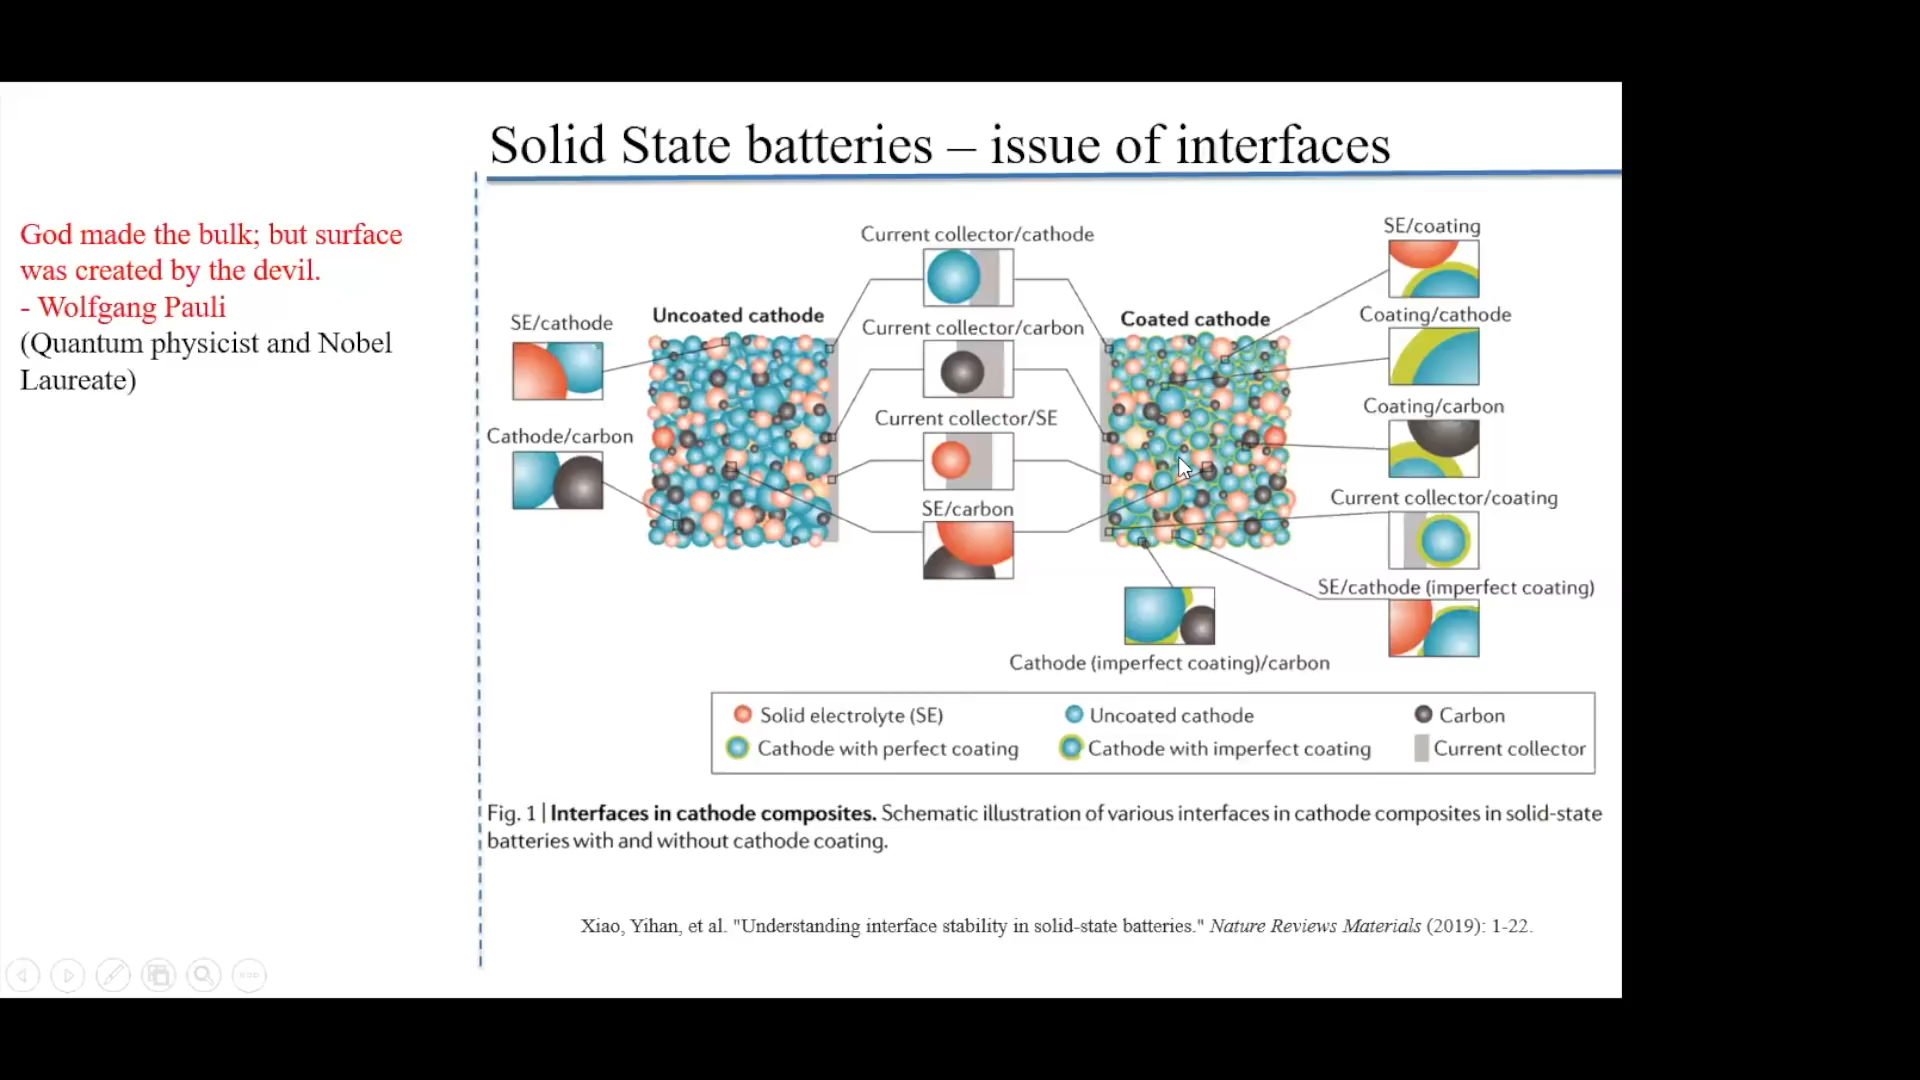 Solid State batteries – issue of interfaces
God made the bulk; but surface
was created by the devil.
- Wolfgang Pauli
(Quantum physicist and Nobel
Laureate)
SE/cathode
Cathode/carbon
Uncoated cathode
Current collector/cathode
Current collector/carbon
Current collector/SE
SE/carbon
Coated cathode
SE/coating
Coating/cathode
Coating/carbon
Current collector/coating
SE/cathode (imperfect coating)
Cathode (imperfect coating)/carbon
Solid electrolyte (SE)
Uncoated cathode
Carbon
Cathode with perfect coating
Cathode with imperfect coating
Current collector
Fig. 1 | Interfaces in cathode composites. Schematic illustration of various interfaces in cathode composites in solid-state
batteries with and without cathode coating.
Xiao, Yihan, et al. "Understanding interface stability in solid-state batteries." Nature Reviews Materials (2019): 1-22.